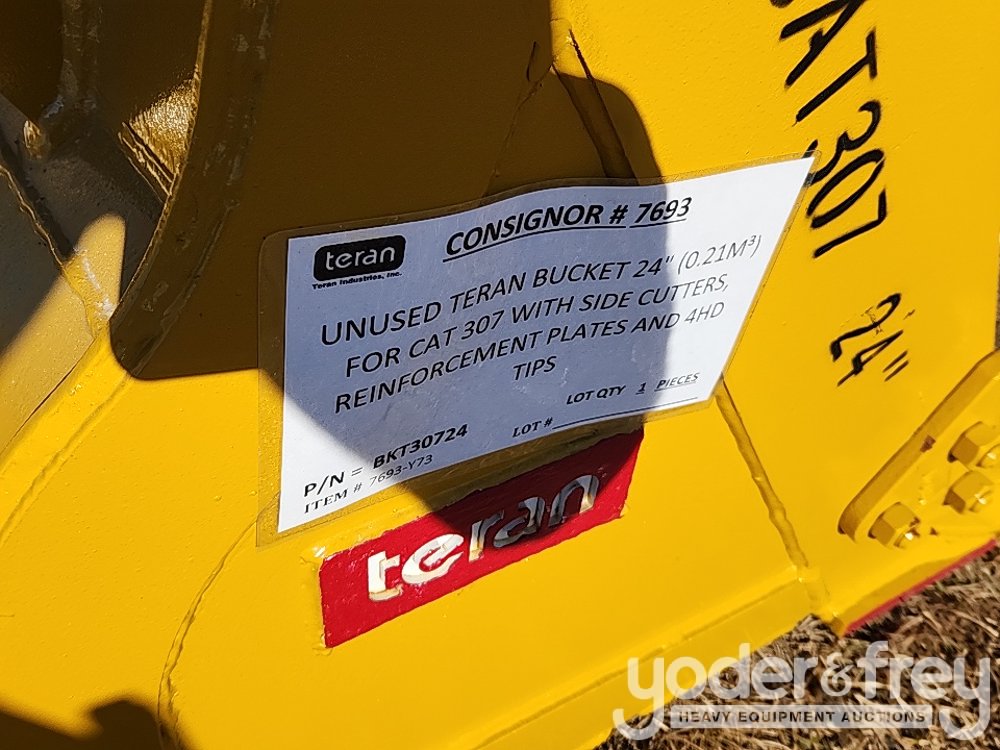 CAT307
24"
teran
Teran Industries, Inc.
CONSIGNOR # 7693
UNUSED TERAN BUCKET 24" (0.21M³)
FOR CAT 307 WITH SIDE CUTTERS,
REINFORCEMENT PLATES AND 4HD
TIPS
LOT QTY 1 PIECES
P/N = BKT30724
LOT #
ITEM # 7693-Y73
teran
yoder&frey
HEAVY EQUIPMENT AUCTIONS